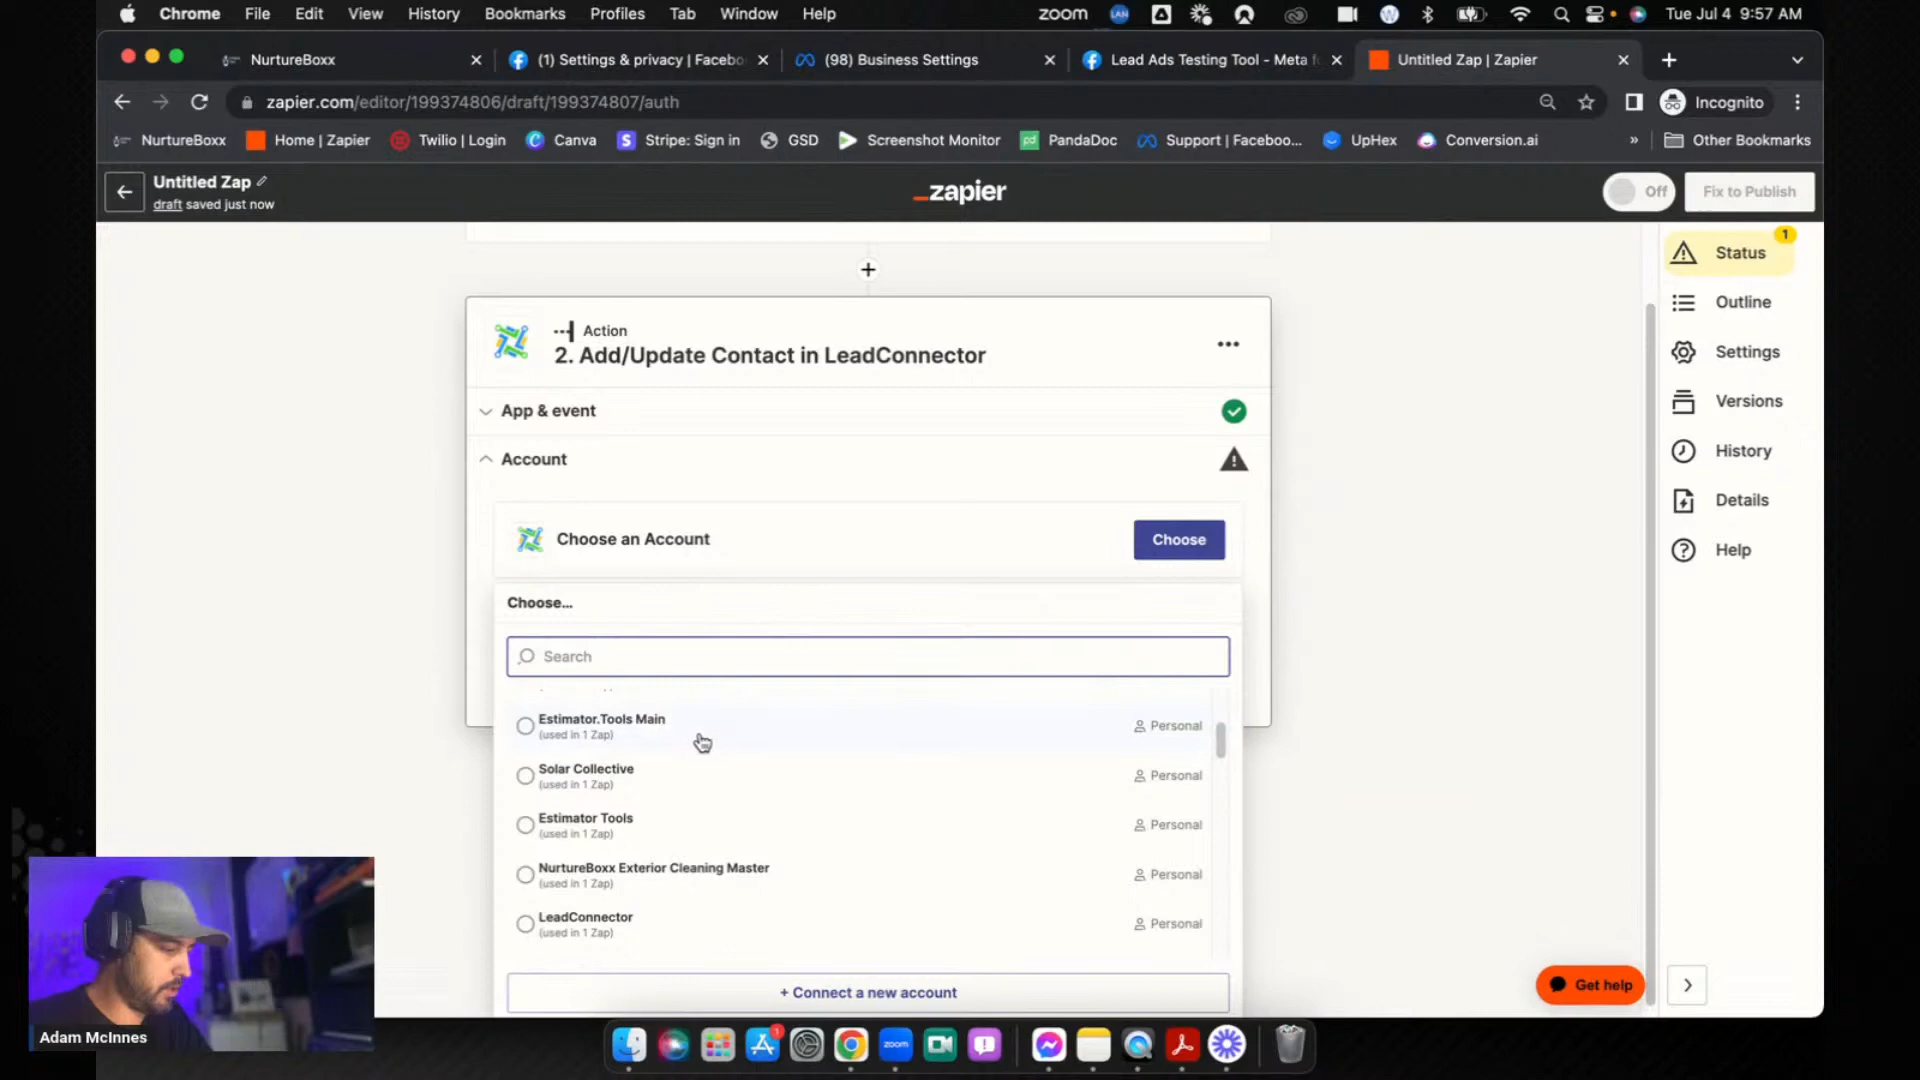 Chrome File Edit View History Bookmarks Profiles Tab Window Help zoom LAN Tue Jul 4 9:57 AM
NurtureBoxx (1) Settings & privacy | Facebo (98) Business Settings Lead Ads Testing Tool - Meta f Untitled Zap | Zapier
zapier.com/editor/199374806/draft/199374807/auth Incognito
NurtureBoxx Home | Zapier Twilio | Login Canva Stripe: Sign in GSD Screenshot Monitor PandaDoc Support | Faceboo... UpHex Conversion.ai » Other Bookmarks
Untitled Zap
draft saved just now
_zapier
Off
Fix to Publish
1
Status
Outline
Settings
Versions
History
Details
Help
Action
2. Add/Update Contact in LeadConnector
App & event
Account
Choose an Account
Choose
Choose...
Search
Estimator.Tools Main
(used in 1 Zap)
Personal
Solar Collective
(used in 1 Zap)
Personal
Estimator Tools
(used in 1 Zap)
Personal
NurtureBoxx Exterior Cleaning Master
(used in 1 Zap)
Personal
LeadConnector
(used in 1 Zap)
Personal
+ Connect a new account
Get help
Adam McInnes
1
zoom